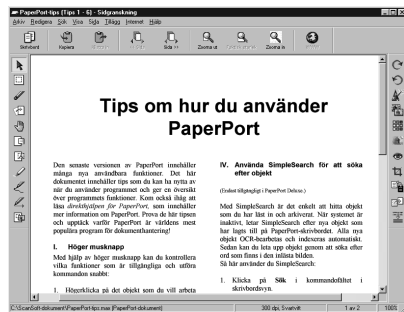 PaperPort-tips (Tips 1 - 6) - Sidgranskning
Arkiv Redigera Sök Visa Sida Tillägg Internet Hjälp
Skrivbord Kopiera Sida >> Zooma ut Zooma in
Tips om hur du använder
PaperPort
Den senaste versionen av PaperPort innehåller
många nya användbara funktioner. Det här
dokumentet innehåller tips som du kan ha nytta av
när du använder programmet och ger en översikt
över programmets funktioner. Kom också ihåg att
läsa direkthjälpen för PaperPort, som innehåller
mer information om PaperPort. Prova de här tipsen
och upptäck varför PaperPort är världens mest
populära program för dokumenthantering!
I. Höger musknapp
Med hjälp av höger musknapp kan du kontrollera
vilka funktioner som är tillgängliga och utföra
kommandon snabbt:
1. Högerklicka på det objekt som du vill arbeta
IV. Använda SimpleSearch för att söka
efter objekt
(Endast tillgängligt i PaperPort Deluxe.)
Med SimpleSearch är det enkelt att hitta objekt
som du har läst in och arkiverat. När systemet är
inaktivt, letar SimpleSearch efter nya objekt som
har lagts till på PaperPort-skrivbordet. Alla nya
objekt OCR-bearbetas och indexeras automatiskt.
Sedan kan du leta upp objekt genom att söka efter
ord som finns i den inlästa bilden.
Så här använder du SimpleSearch:
1. Klicka på Sök i kommandofältet i
skrivbordsvyn.
C:\ScanSoft-dokument\PaperPort-tips.max (PaperPort-dokument) 300 dpi, Svartvitt 1 av 2 100%